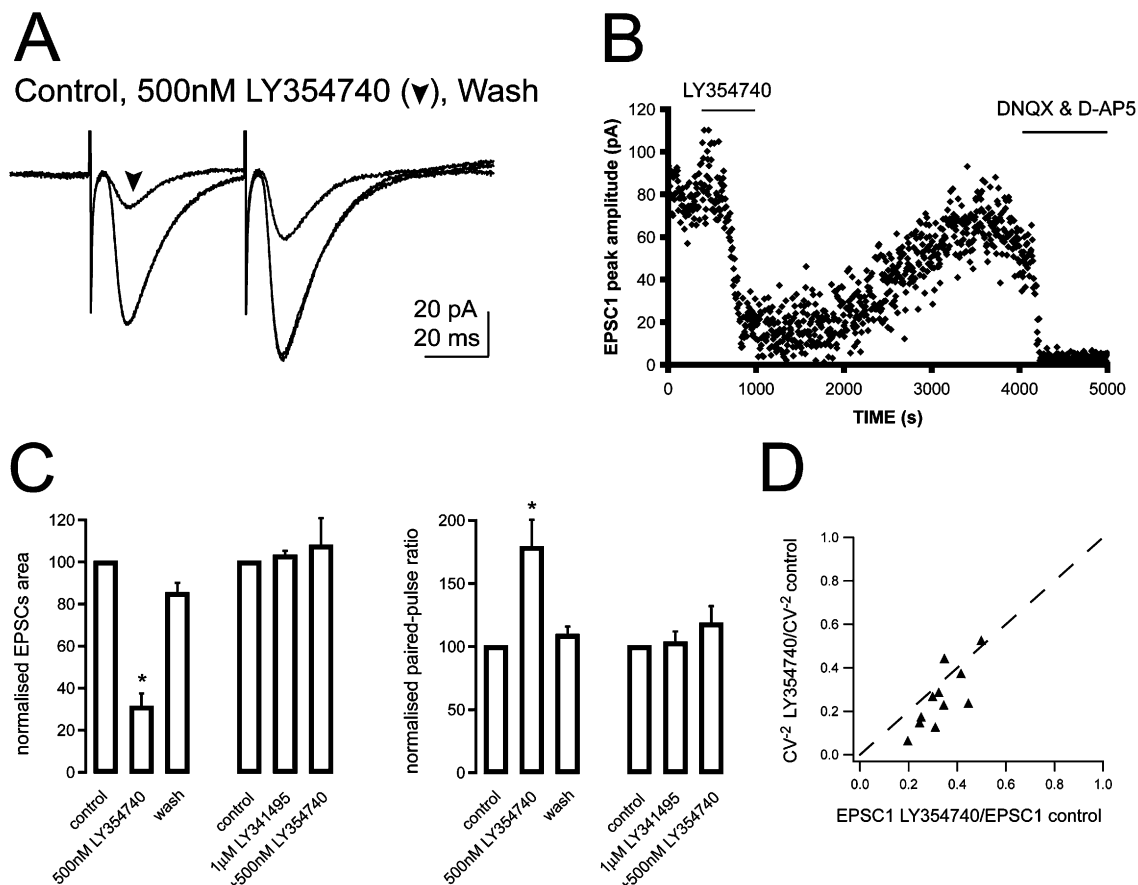 A
Control, 500nM LY354740 (), Wash
20 pA
20 ms
B
LY354740
DNQX & D-AP5
EPSC1 peak amplitude (pA)
120
100
80
60
40
20
0
0 1000 2000 3000 4000 5000
TIME (s)
C
normalised EPSCs area
120
100
80
60
40
20
0
*
control
500nM LY354740
wash
control
1µM LY341495
+500nM LY354740
normalised paired-pulse ratio
200
150
100
50
0
*
control
500nM LY354740
wash
control
1µM LY341495
+500nM LY354740
D
CV-2 LY354740/CV-2 control
1.0
0.8
0.6
0.4
0.2
0.0
0.0 0.2 0.4 0.6 0.8 1.0
EPSC1 LY354740/EPSC1 control